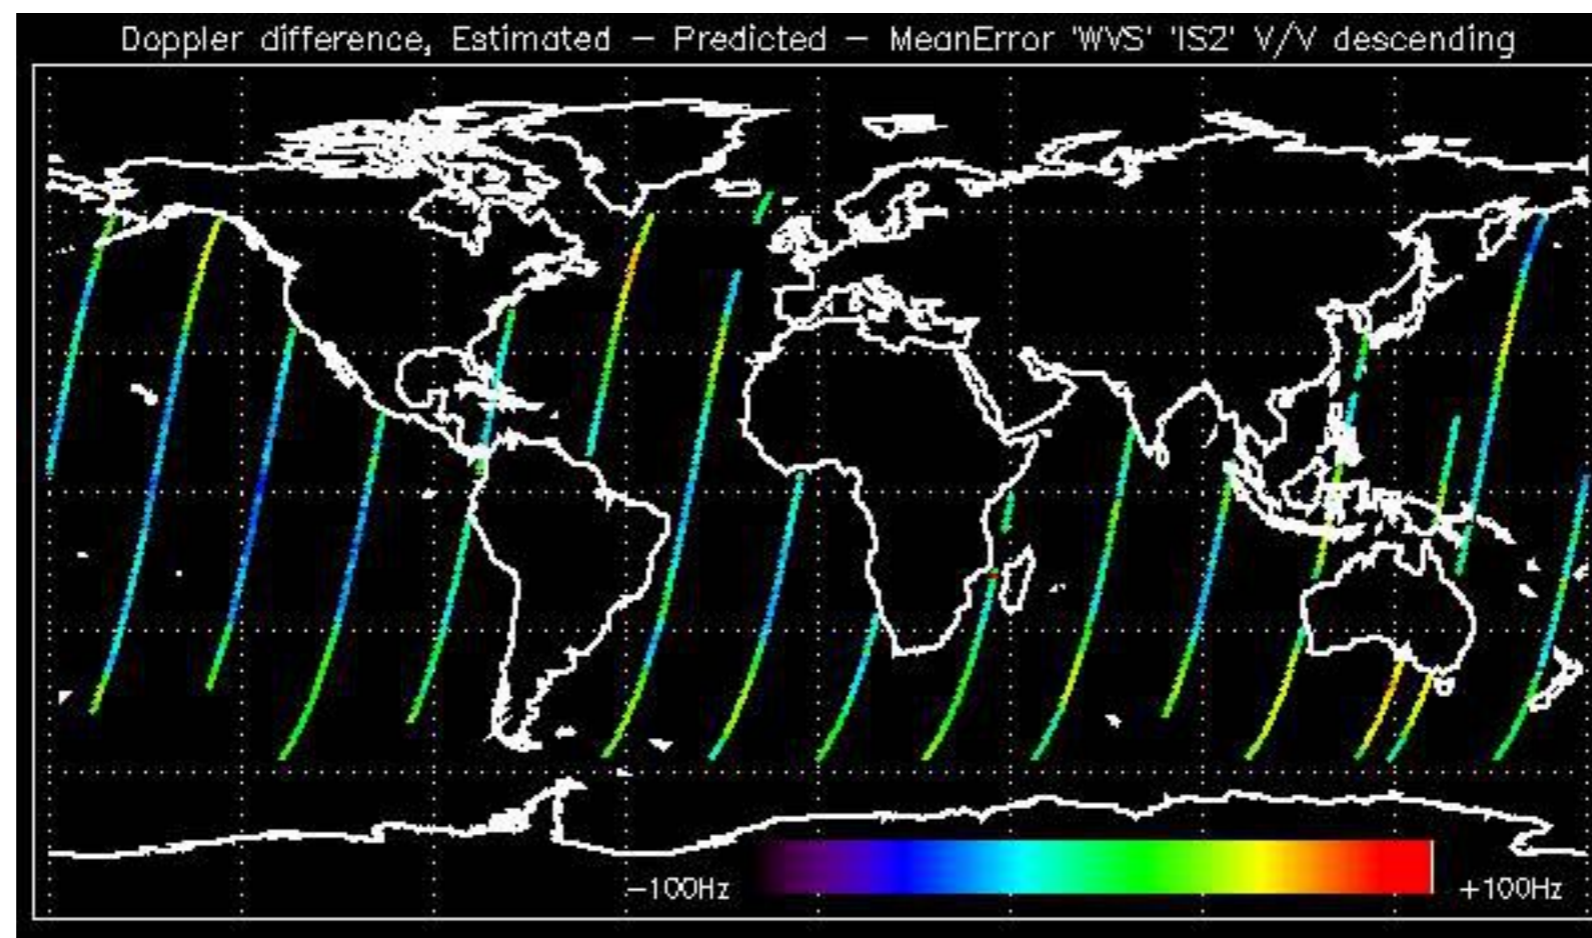 Doppler difference, Estimated – Predicted – MeanError 'WVS' 'IS2' V/V descending
–100Hz +100Hz